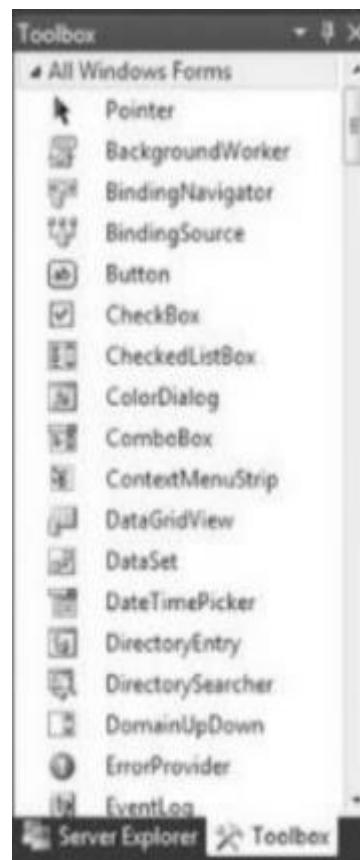 Toolbox
All Windows Forms
Pointer
BackgroundWorker
BindingNavigator
BindingSource
Button
CheckBox
CheckedListBox
ColorDialog
ComboBox
ContextMenuStrip
DataGridView
DataSet
DateTimePicker
DirectoryEntry
DirectorySearcher
DomainUpDown
ErrorProvider
EventLog
Server Explorer Toolbox